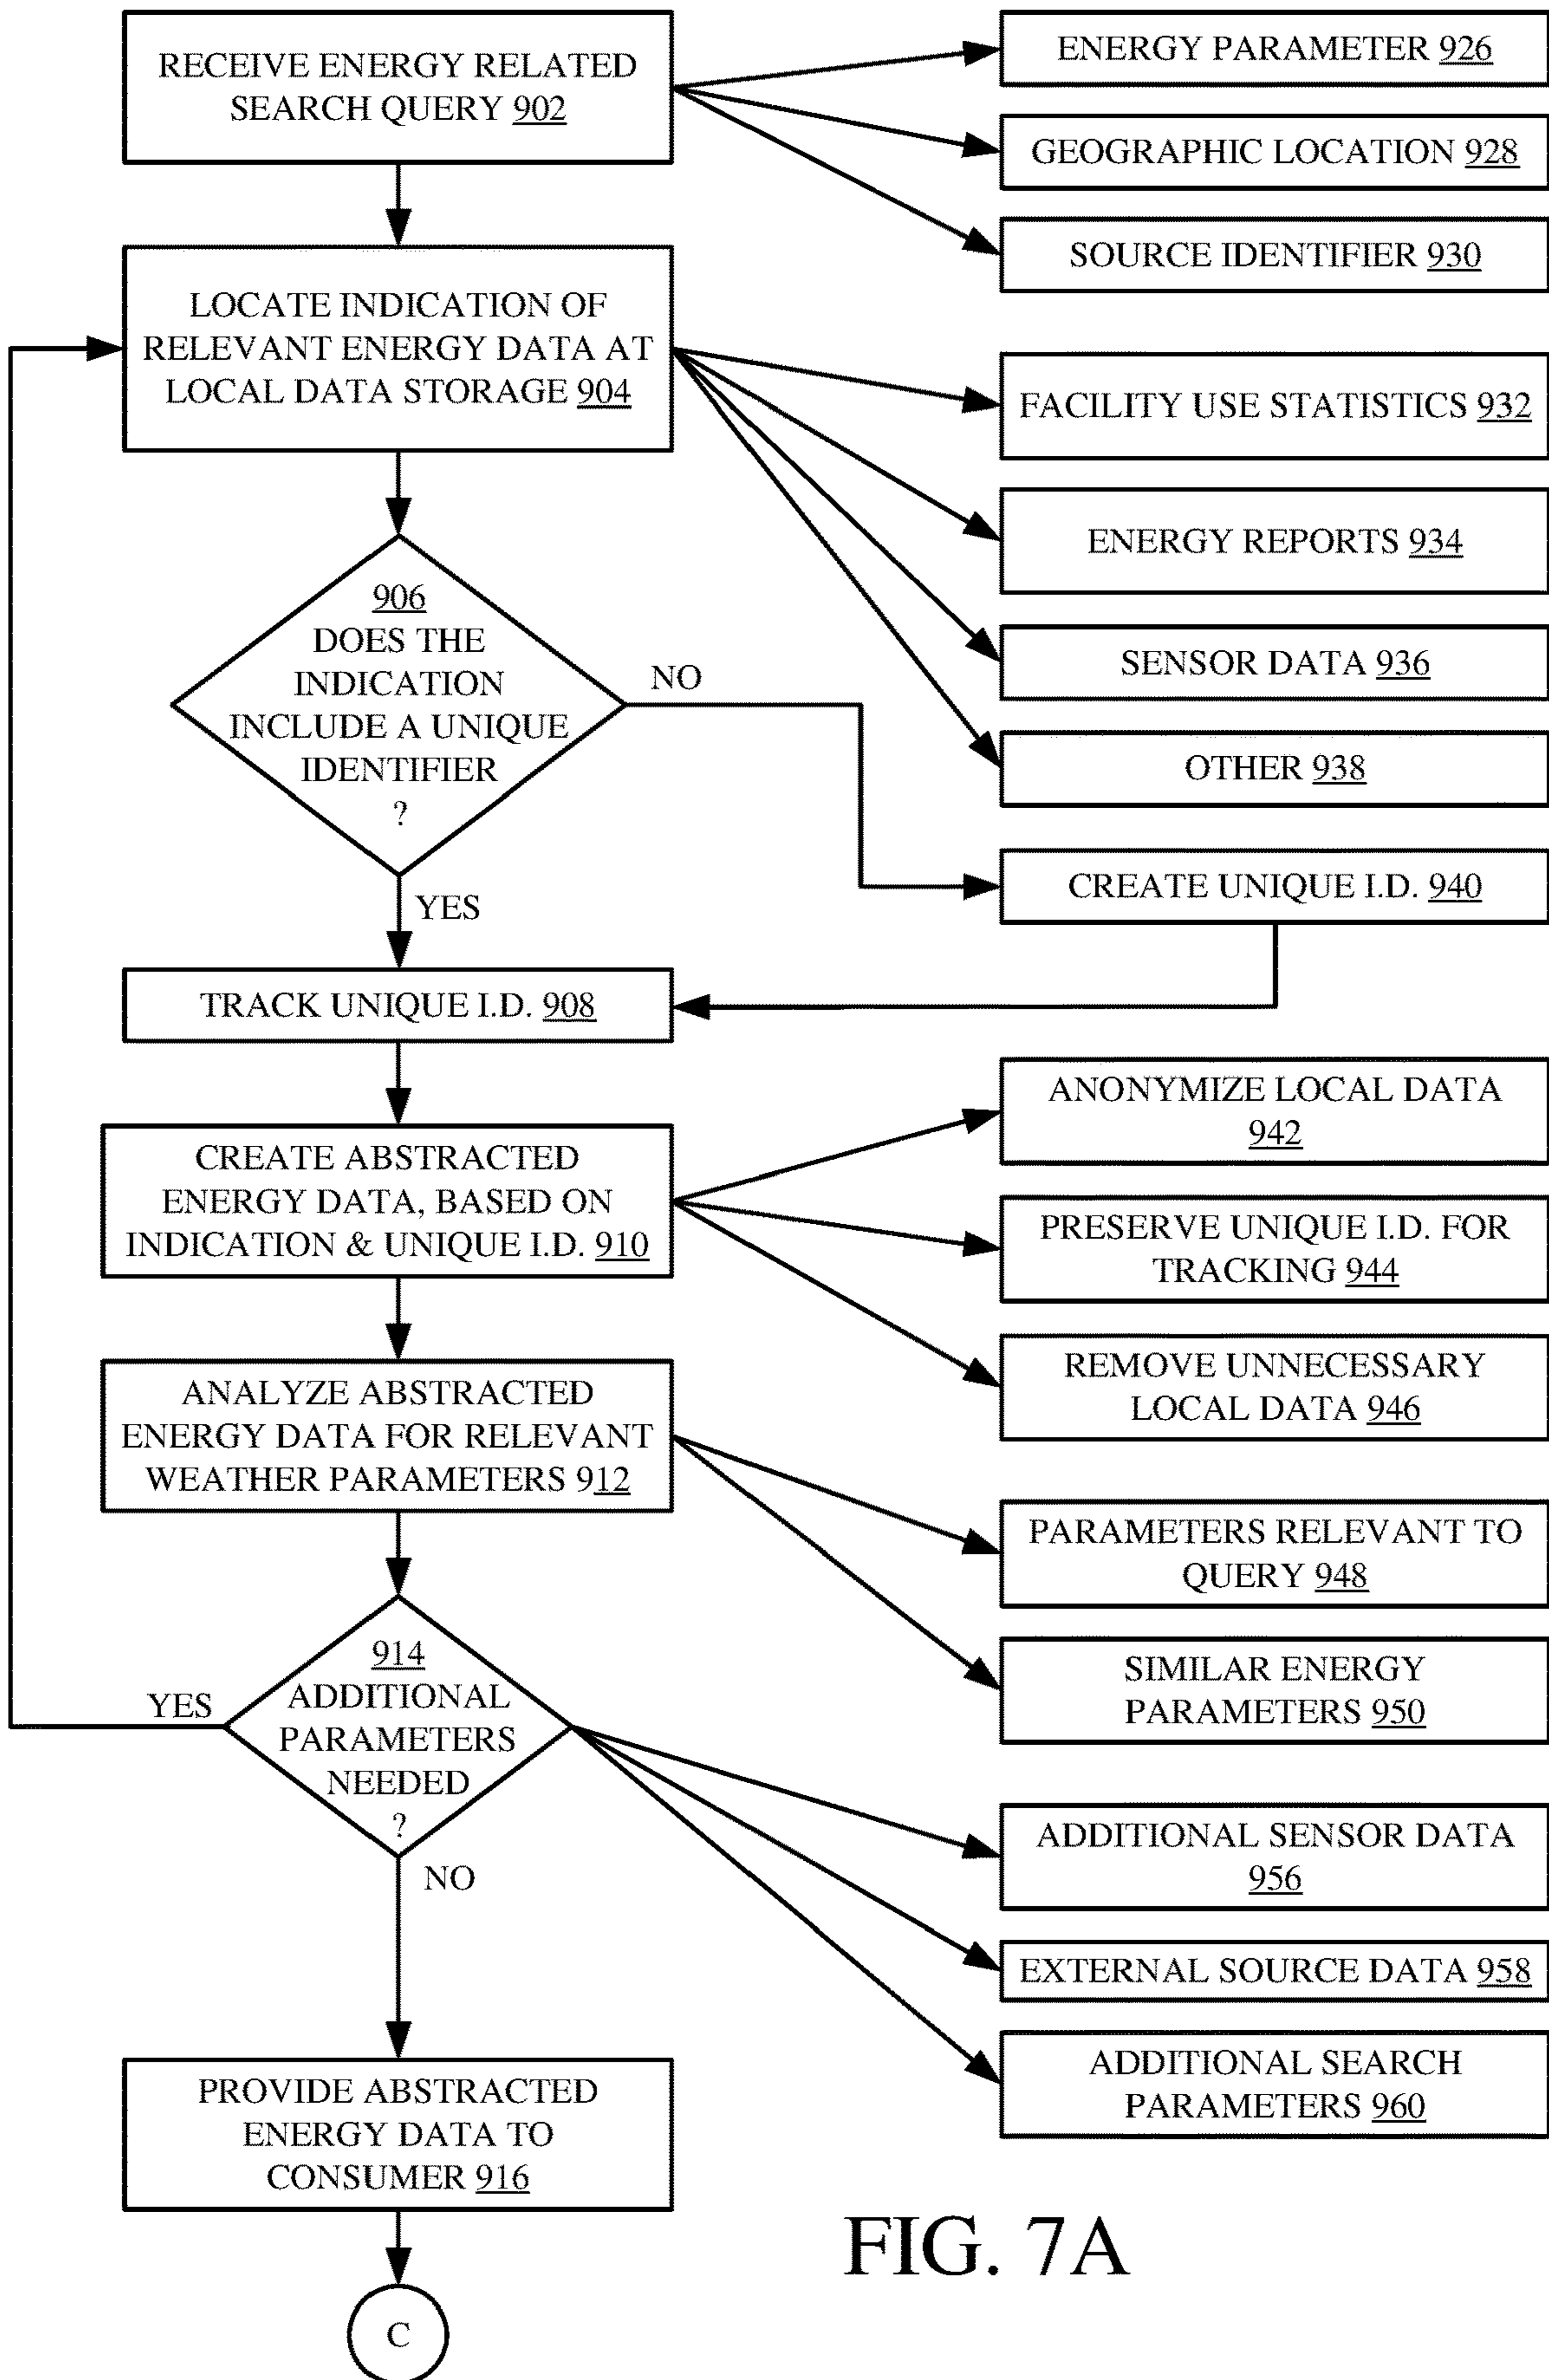 RECEIVE ENERGY RELATED
SEARCH QUERY 902
ENERGY PARAMETER 926
GEOGRAPHIC LOCATION 928
SOURCE IDENTIFIER 930
LOCATE INDICATION OF
RELEVANT ENERGY DATA AT
LOCAL DATA STORAGE 904
FACILITY USE STATISTICS 932
ENERGY REPORTS 934
SENSOR DATA 936
OTHER 938
906
DOES THE
INDICATION
INCLUDE A UNIQUE
IDENTIFIER
?
NO
YES
CREATE UNIQUE I.D. 940
TRACK UNIQUE I.D. 908
CREATE ABSTRACTED
ENERGY DATA, BASED ON
INDICATION & UNIQUE I.D. 910
ANONYMIZE LOCAL DATA
942
PRESERVE UNIQUE I.D. FOR
TRACKING 944
REMOVE UNNECESSARY
LOCAL DATA 946
ANALYZE ABSTRACTED
ENERGY DATA FOR RELEVANT
WEATHER PARAMETERS 912
PARAMETERS RELEVANT TO
QUERY 948
SIMILAR ENERGY
PARAMETERS 950
914
ADDITIONAL
PARAMETERS
NEEDED
?
YES
NO
ADDITIONAL SENSOR DATA
956
EXTERNAL SOURCE DATA 958
ADDITIONAL SEARCH
PARAMETERS 960
PROVIDE ABSTRACTED
ENERGY DATA TO
CONSUMER 916
C
FIG. 7A